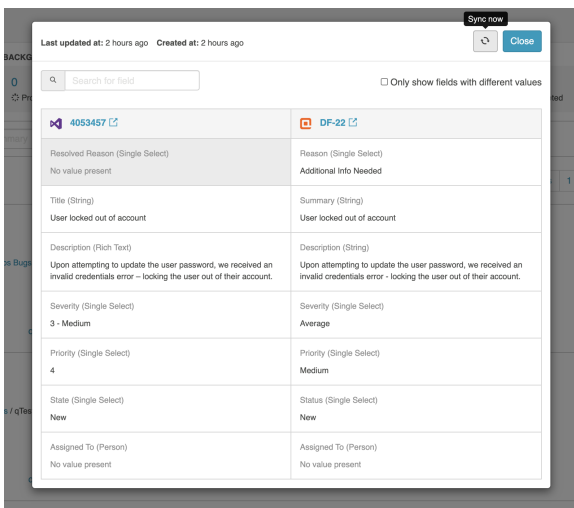 Sync now
Last updated at: 2 hours ago Created at: 2 hours ago
Close
BACKG
0
Search for field
Only show fields with different values
4053457
DF-22
1
Resolved Reason (Single Select)
No value present
Reason (Single Select)
Additional Info Needed
Title (String)
User locked out of account
Summary (String)
User locked out of account
Description (Rich Text)
Upon attempting to update the user password, we received an
invalid credentials error – locking the user out of their account.
Description (String)
Upon attempting to update the user password, we received an
invalid credentials error - locking the user out of their account.
es Bugs
Severity (Single Select)
3 - Medium
Severity (Single Select)
Average
Priority (Single Select)
4
Priority (Single Select)
Medium
State (Single Select)
New
Status (Single Select)
New
s / qTes
Assigned To (Person)
No value present
Assigned To (Person)
No value present